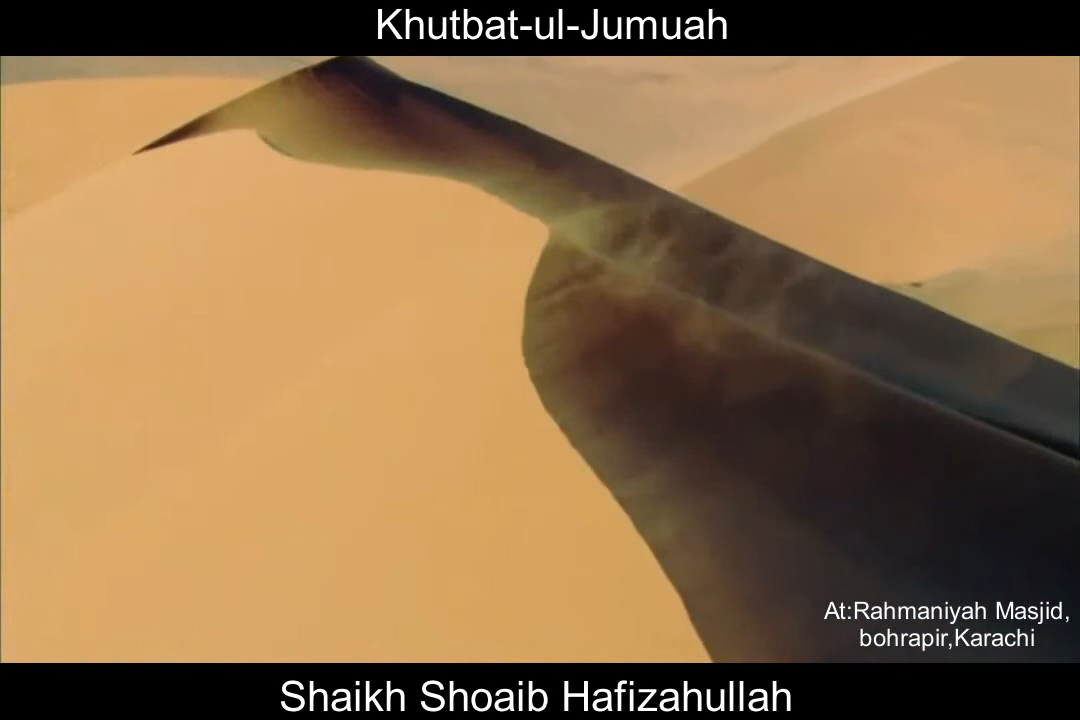 Khutbat-ul-Jumuah
At:Rahmaniyah Masjid,
bohrapir,Karachi
Shaikh Shoaib Hafizahullah